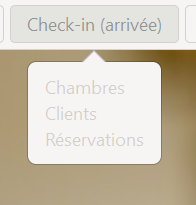 Check-in (arrivée)
Chambres
Clients
Réservations